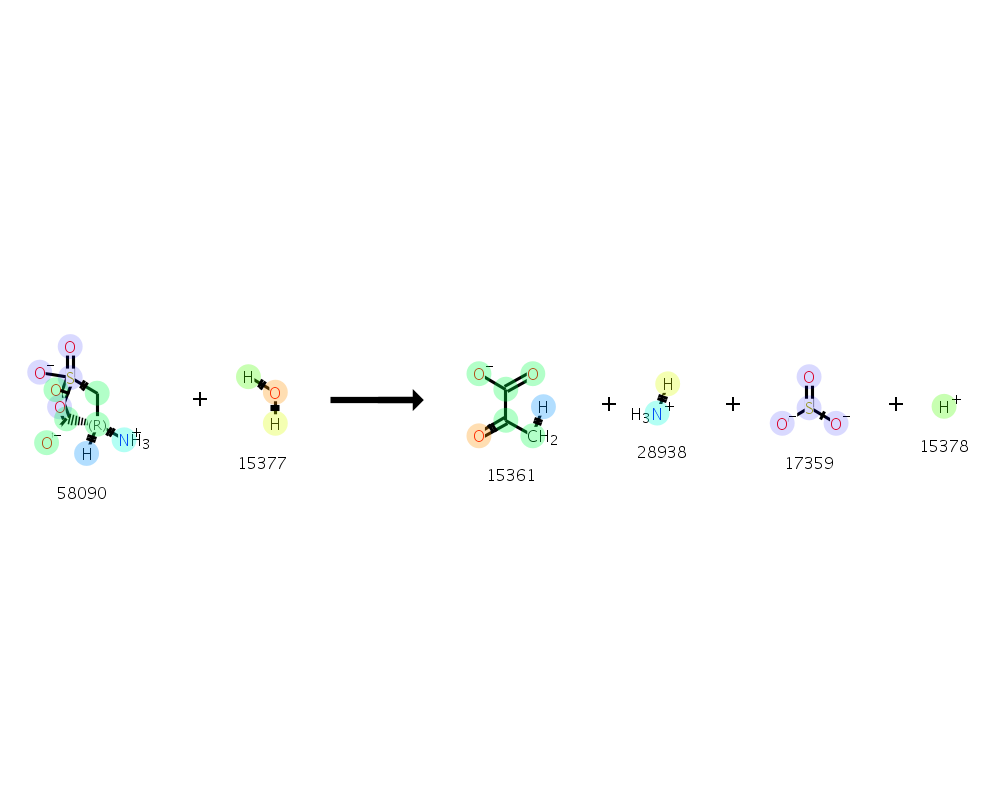 O
O⁻ S
O
O
(R)
O⁻ H NH₃⁺
58090
+
H
O
H
15377
O⁻ O
H
O CH₂
15361
+
H
H₃N⁺
28938
+
O
S
O⁻ O⁻
17359
+
H⁺
15378